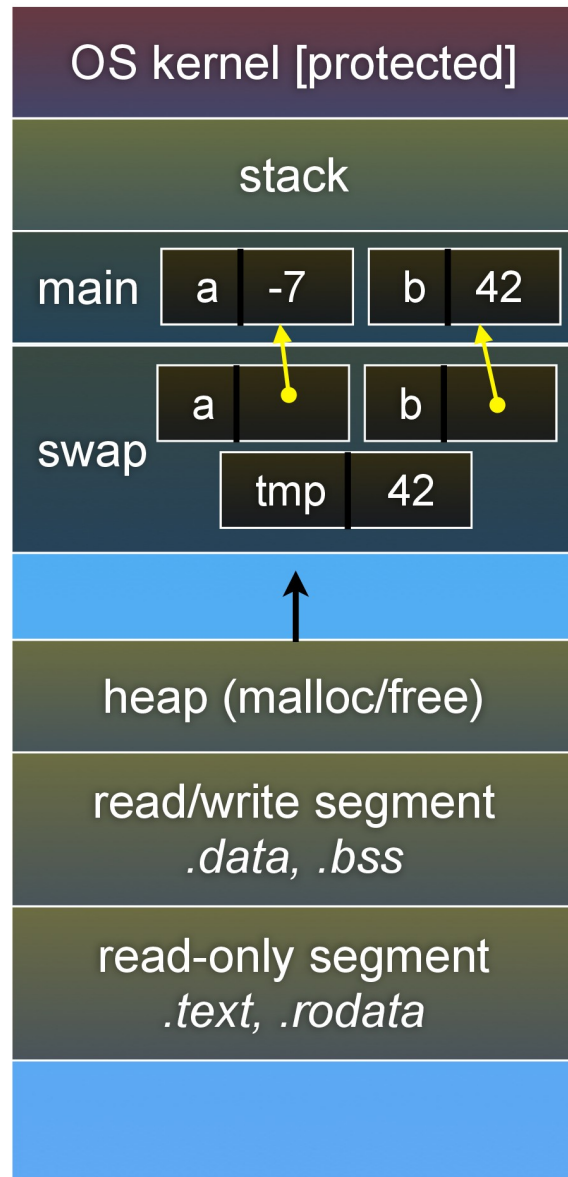 OS kernel [protected]
stack
main a -7 b 42
swap a b
tmp 42
heap (malloc/free)
read/write segment
.data, .bss
read-only segment
.text, .rodata